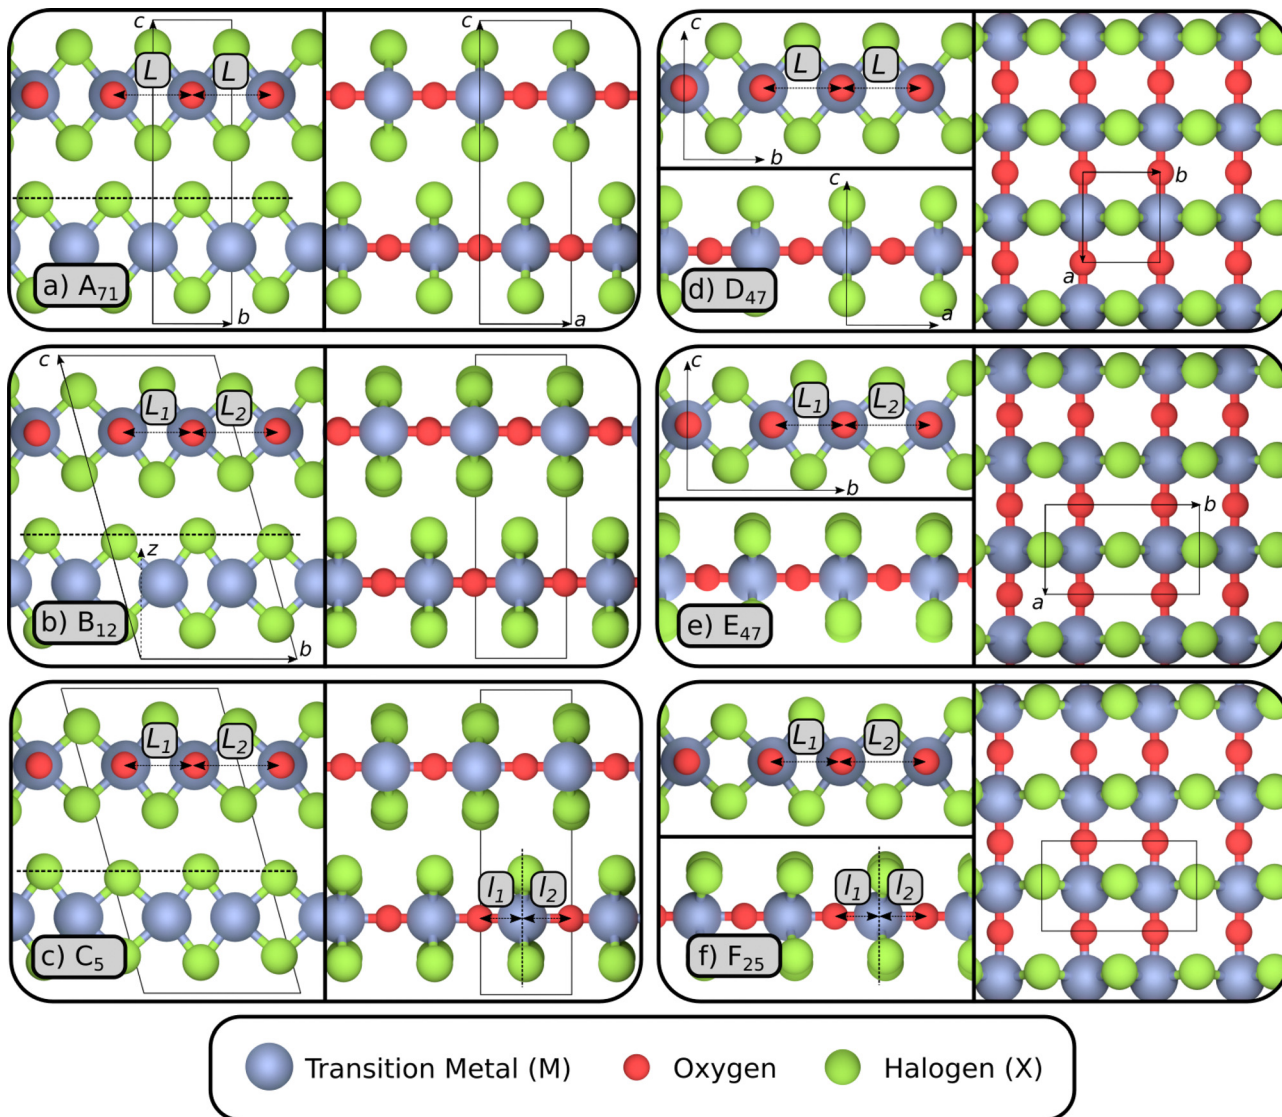 c
L
L
b
a) A71
c
a
c
L
L
b
c
a
d) D47
b
a
c
L1
L2
z
b
b) B12
c
L1
L2
b
e) E47
b
a
L1
L2
c) C5
l1
l2
L1
L2
l1
l2
f) F25
Transition Metal (M)
Oxygen
Halogen (X)